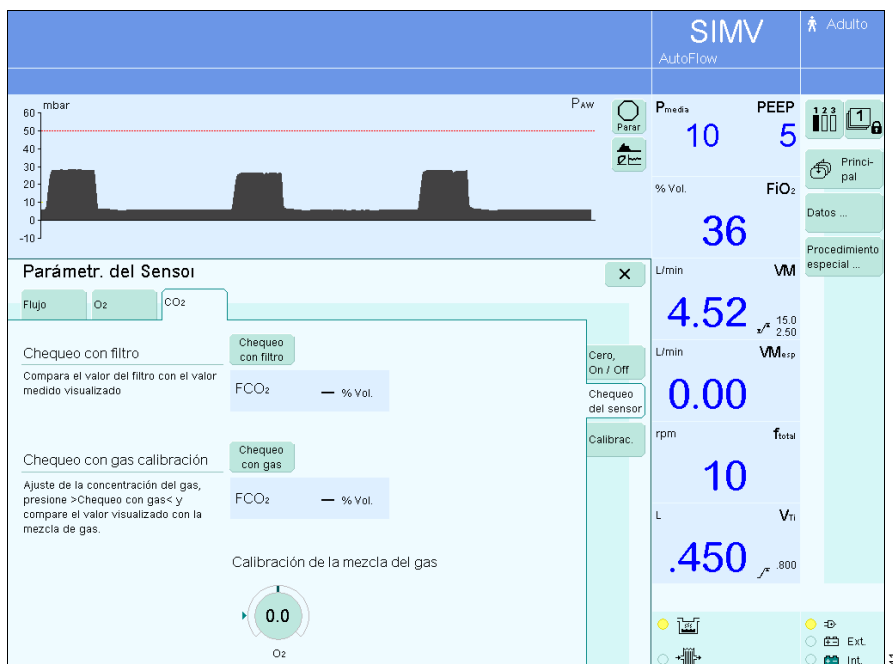 SIMV
AutoFlow
Adulto
mbar
PAW
60
50
40
30
20
10
0
-10
Parar
Pmedia PEEP
10 5
% Vol. FiO2
36
L/min VM
4.52 15.0
2.50
L/min VMesp
0.00
rpm ftotal
10
L VTi
.450 .800
1 2 3
1
Princi-
pal
Datos ...
Procedimiento
especial ...
Parámetr. del Sensor
Flujo O2 CO2
Chequeo con filtro
Compara el valor del filtro con el valor
medido visualizado
Chequeo
con filtro
FCO2 – % Vol.
Chequeo con gas calibración
Ajuste de la concentración del gas,
presione >Chequeo con gas< y
compare el valor visualizado con la
mezcla de gas.
Chequeo
con gas
FCO2 – % Vol.
Calibración de la mezcla del gas
0.0
O2
Cero,
On / Off
Chequeo
del sensor
Calibrac.
Ext.
Int.